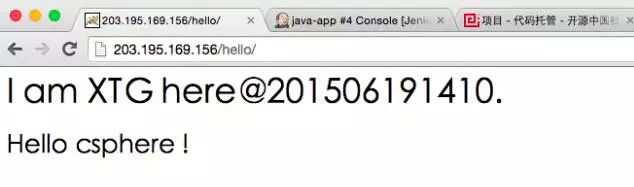 203.195.169.156/hello/
java-app #4 Console [Jenk
项目 - 代码托管 - 开源中国社
203.195.169.156/hello/
I am XTG here@201506191410.
Hello csphere !